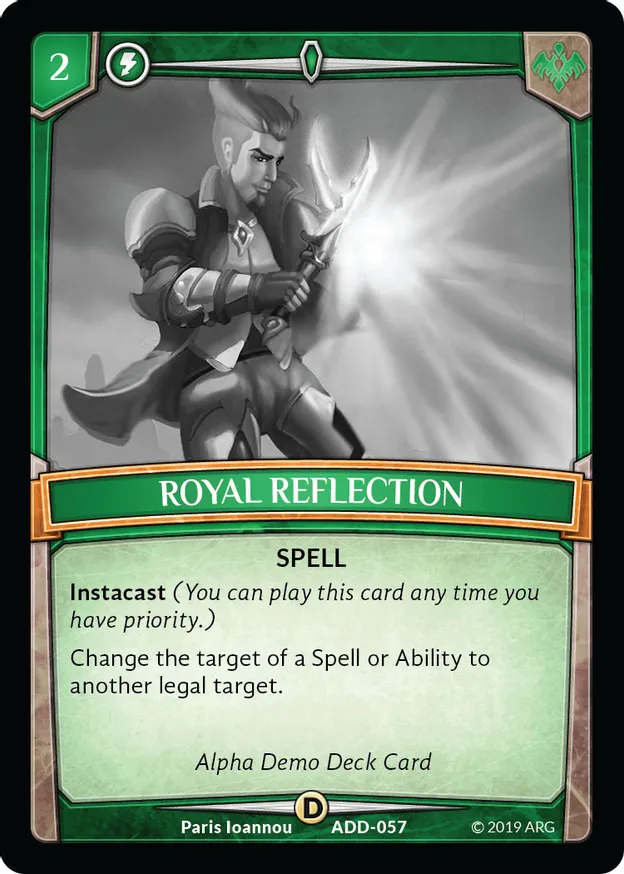 2
ROYAL REFLECTION
SPELL
Instacast (You can play this card any time you
have priority.)
Change the target of a Spell or Ability to
another legal target.
Alpha Demo Deck Card
D
Paris Ioannou ADD-057 © 2019 ARG